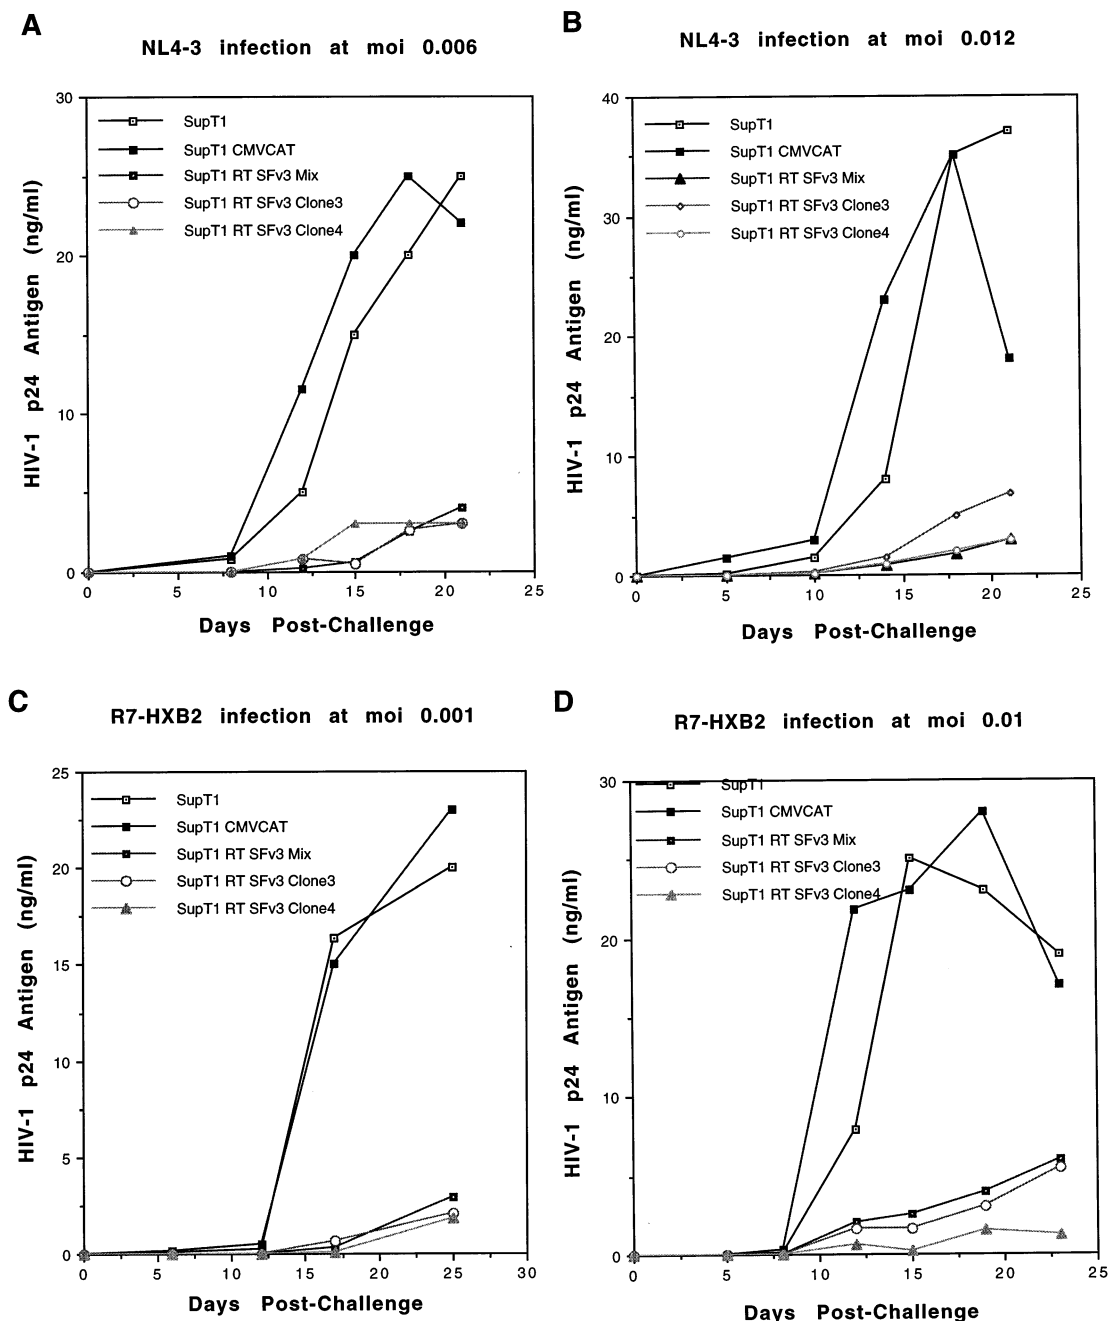 A
NL4-3 infection at moi 0.006
HIV-1 p24 Antigen (ng/ml)
30
20
10
0
SupT1
SupT1 CMVCAT
SupT1 RT SFv3 Mix
SupT1 RT SFv3 Clone3
SupT1 RT SFv3 Clone4
0 5 10 15 20 25
Days Post-Challenge
B
NL4-3 infection at moi 0.012
HIV-1 p24 Antigen (ng/ml)
40
30
20
10
0
SupT1
SupT1 CMVCAT
SupT1 RT SFv3 Mix
SupT1 RT SFv3 Clone3
SupT1 RT SFv3 Clone4
0 5 10 15 20 25
Days Post-Challenge
C
R7-HXB2 infection at moi 0.001
HIV-1 p24 Antigen (ng/ml)
25
20
15
10
5
0
SupT1
SupT1 CMVCAT
SupT1 RT SFv3 Mix
SupT1 RT SFv3 Clone3
SupT1 RT SFv3 Clone4
0 5 10 15 20 25 30
Days Post-Challenge
D
R7-HXB2 infection at moi 0.01
HIV-1 p24 Antigen (ng/ml)
30
20
10
0
SupT1
SupT1 CMVCAT
SupT1 RT SFv3 Mix
SupT1 RT SFv3 Clone3
SupT1 RT SFv3 Clone4
0 5 10 15 20 25
Days Post-Challenge